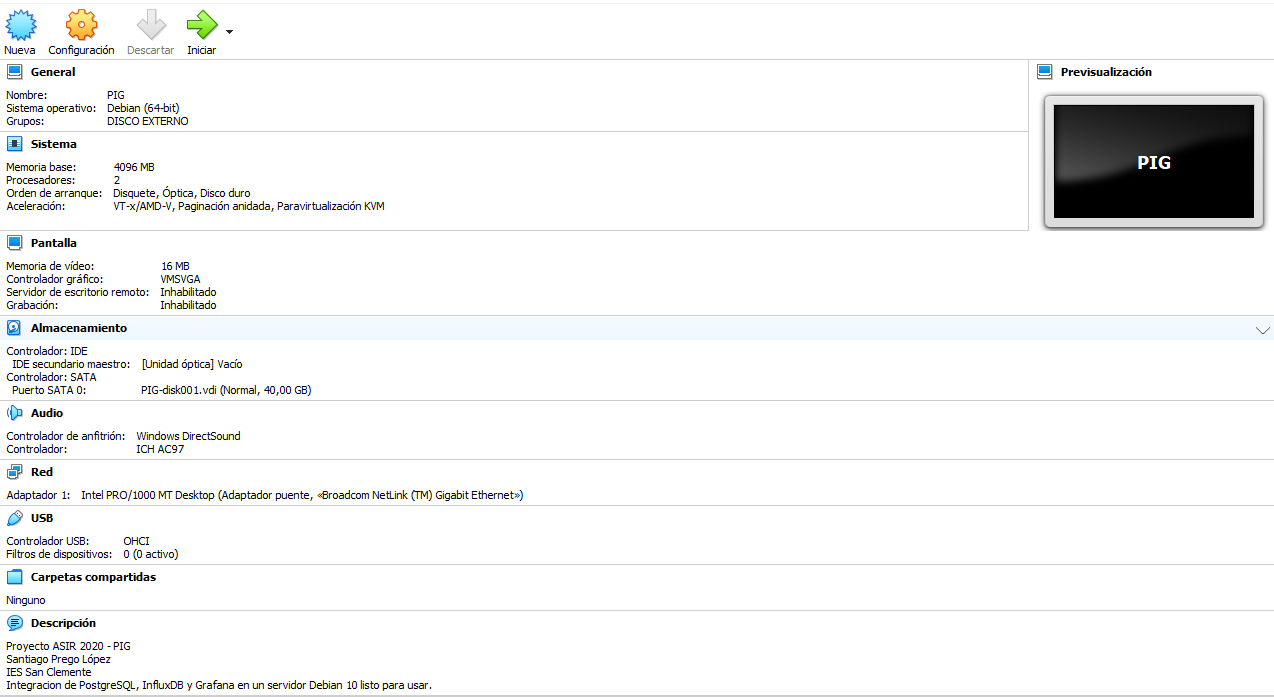 Nueva Configuración Descartar Iniciar
General
Nombre: PIG
Sistema operativo: Debian (64-bit)
Grupos: DISCO EXTERNO
Previsualización
PIG
Sistema
Memoria base: 4096 MB
Procesadores: 2
Orden de arranque: Disquete, Óptica, Disco duro
Aceleración: VT-x/AMD-V, Paginación anidada, Paravirtualización KVM
Pantalla
Memoria de vídeo: 16 MB
Controlador gráfico: VMSVGA
Servidor de escritorio remoto: Inhabilitado
Grabación: Inhabilitado
Almacenamiento
Controlador: IDE
IDE secundario maestro: [Unidad óptica] Vacío
Controlador: SATA
Puerto SATA 0: PIG-disk001.vdi (Normal, 40,00 GB)
Audio
Controlador de anfitrión: Windows DirectSound
Controlador: ICH AC97
Red
Adaptador 1: Intel PRO/1000 MT Desktop (Adaptador puente, «Broadcom NetLink (TM) Gigabit Ethernet»)
USB
Controlador USB: OHCI
Filtros de dispositivos: 0 (0 activo)
Carpetas compartidas
Ninguno
Descripción
Proyecto ASIR 2020 - PIG
Santiago Prego López
IES San Clemente
Integracion de PostgreSQL, InfluxDB y Grafana en un servidor Debian 10 listo para usar.